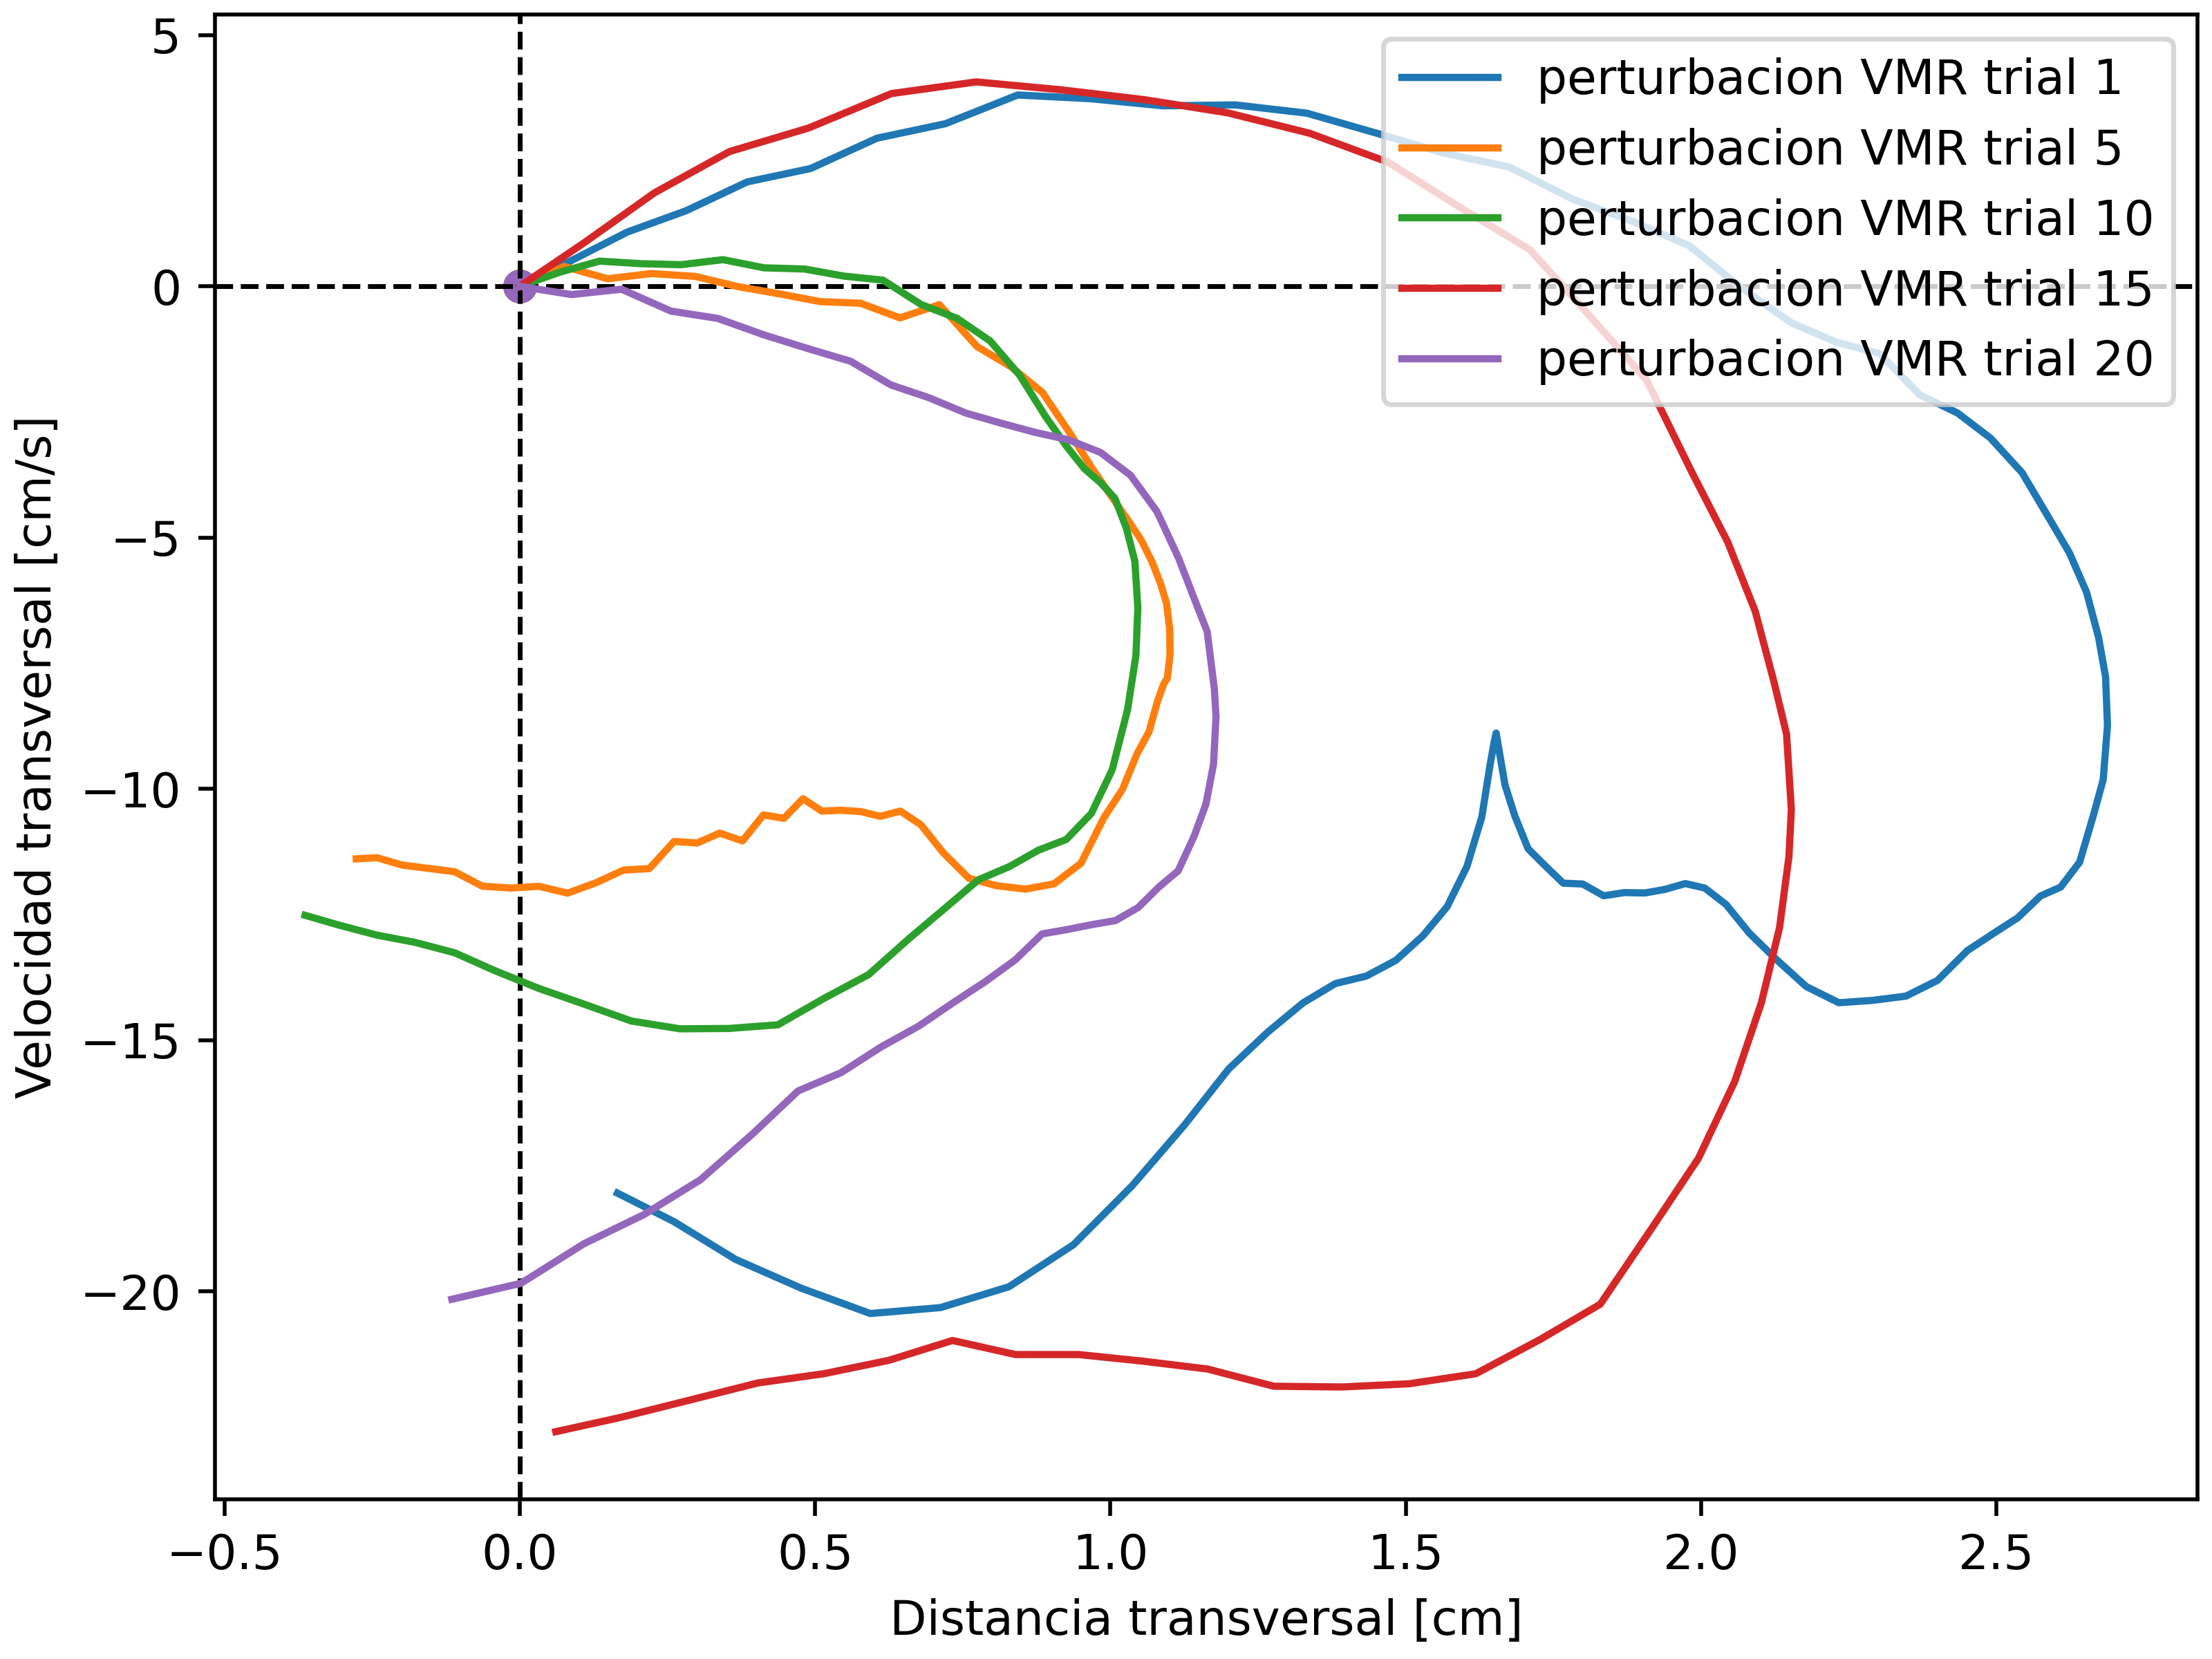 perturbacion VMR trial 1
perturbacion VMR trial 5
perturbacion VMR trial 10
perturbacion VMR trial 15
perturbacion VMR trial 20
Velocidad transversal [cm/s]
5
0
−5
−10
−15
−20
−0.5 0.0 0.5 1.0 1.5 2.0 2.5
Distancia transversal [cm]